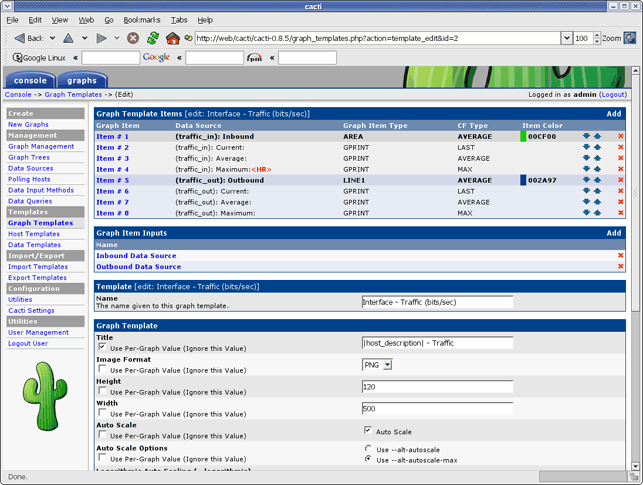 cacti
File Edit View Web Go Bookmarks Tabs Help
Back http://web/cacti/cacti-0.8.5/graph_templates.php?action=template_edit&id=2 100 Zoom
Google Linux Google fpm
console graphs
Console -> Graph Templates -> (Edit) Logged in as admin (Logout)
Create
New Graphs
Management
Graph Management
Graph Trees
Data Sources
Polling Hosts
Data Input Methods
Data Queries
Templates
Graph Templates
Host Templates
Data Templates
Import/Export
Import Templates
Export Templates
Configuration
Utilities
Cacti Settings
Utilities
User Management
Logout User
Graph Template Items [edit: Interface - Traffic (bits/sec)] Add
Graph Item Data Source Graph Item Type CF Type Item Color
Item # 1 (traffic_in): Inbound AREA AVERAGE 00CF00
Item # 2 (traffic_in): Current: GPRINT LAST
Item # 3 (traffic_in): Average: GPRINT AVERAGE
Item # 4 (traffic_in): Maximum:<HR> GPRINT MAX
Item # 5 (traffic_out): Outbound LINE1 AVERAGE 002A97
Item # 6 (traffic_out): Current: GPRINT LAST
Item # 7 (traffic_out): Average: GPRINT AVERAGE
Item # 8 (traffic_out): Maximum: GPRINT MAX
Graph Item Inputs Add
Name
Inbound Data Source
Outbound Data Source
Template [edit: Interface - Traffic (bits/sec)]
Name
The name given to this graph template. Interface - Traffic (bits/sec)
Graph Template
Title
Use Per-Graph Value (Ignore this Value) |host_description| - Traffic
Image Format
Use Per-Graph Value (Ignore this Value) PNG
Height
Use Per-Graph Value (Ignore this Value) 120
Width
Use Per-Graph Value (Ignore this Value) 500
Auto Scale
Use Per-Graph Value (Ignore this Value) Auto Scale
Auto Scale Options Use --alt-autoscale
Use Per-Graph Value (Ignore this Value) Use --alt-autoscale-max
Logarithmic Auto Scaling (--logarithmic)
Done.